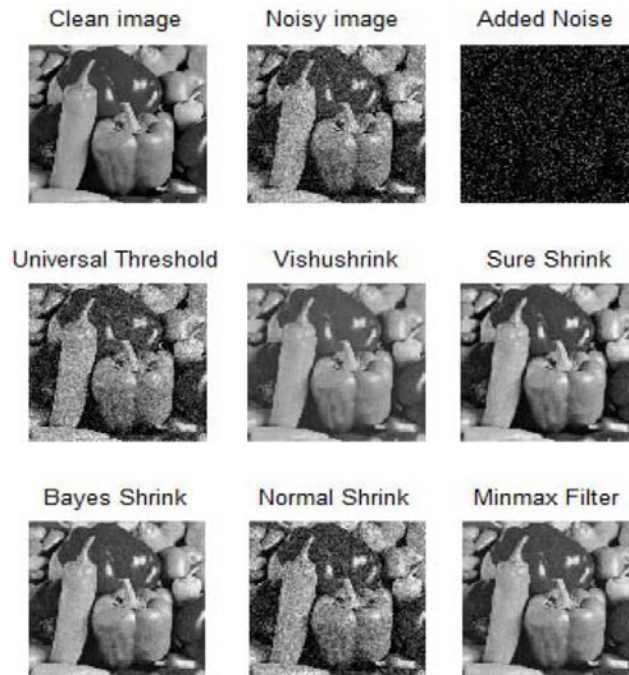 Clean image Noisy image Added Noise
Universal Threshold Vishushrink Sure Shrink
Bayes Shrink Normal Shrink Minmax Filter